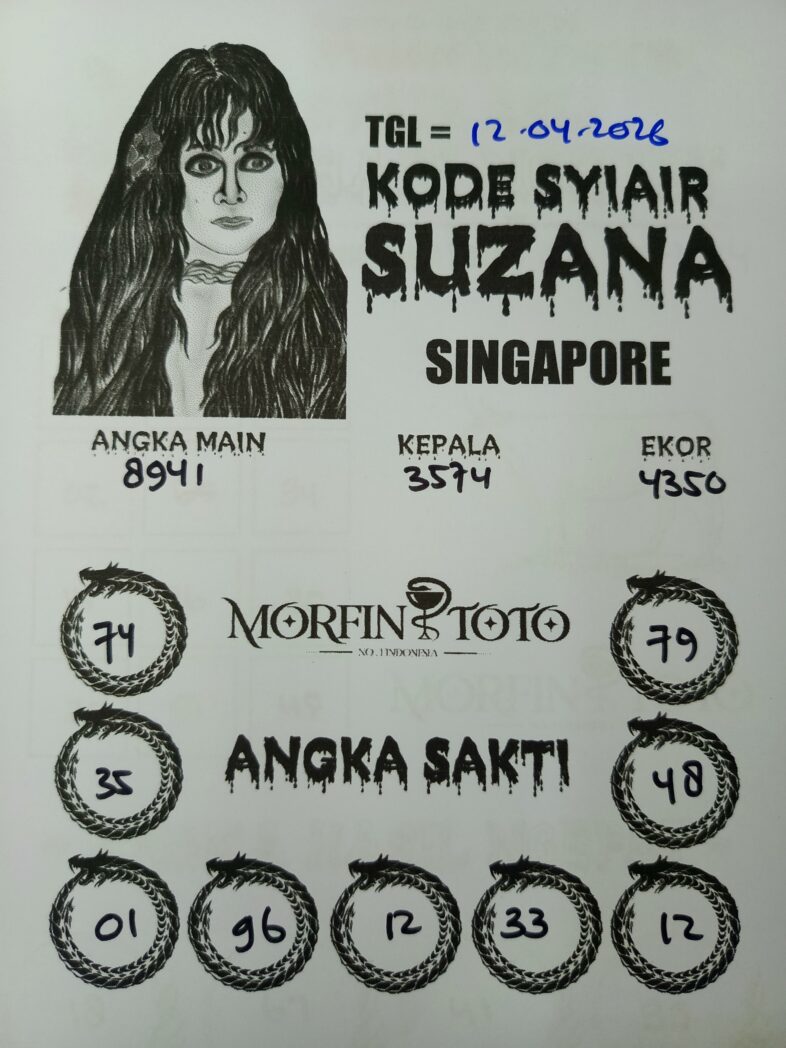 TGL = 12.04.2026
KODE SYIAIR
SUZANA
SINGAPORE
ANGKA MAIN
8941
KEPALA
3574
EKOR
4350
74
MORFIN TOTO
NO.1 INDONESIA
79
35
ANGKA SAKTI
48
01 96 12 33 12